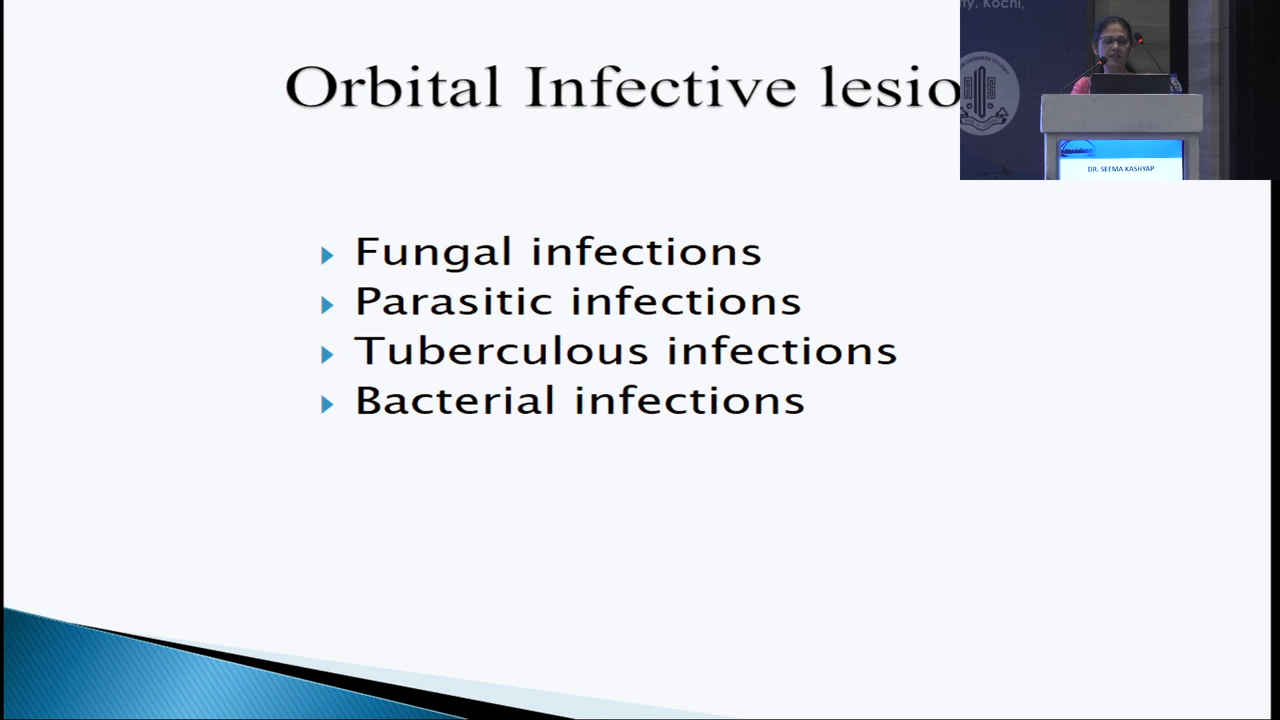 Orbital Infective lesio
Fungal infections
Parasitic infections
Tuberculous infections
Bacterial infections
ty, Kochi,
DR. SEEMA KASHYAP